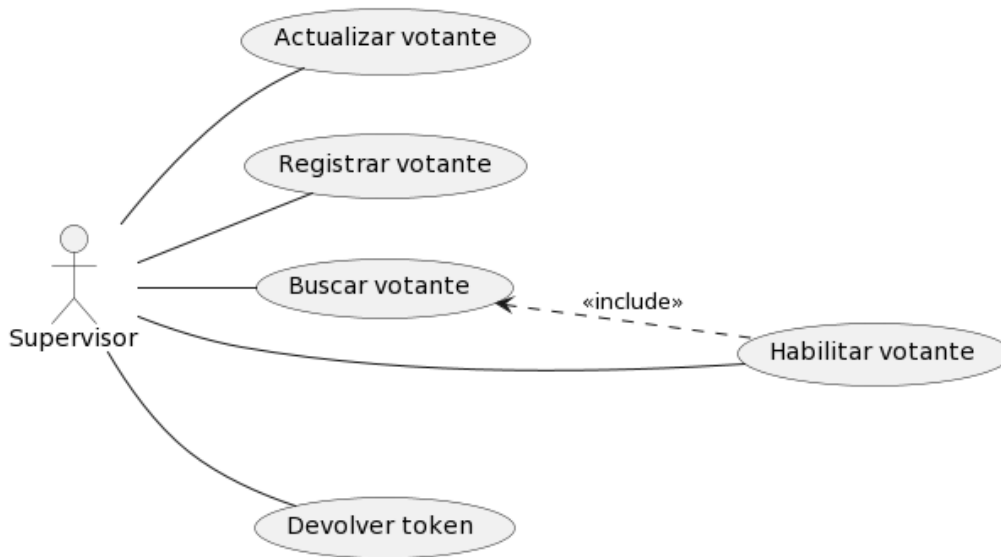 Actualizar votante
Registrar votante
Buscar votante
«include»
Habilitar votante
Supervisor
Devolver token